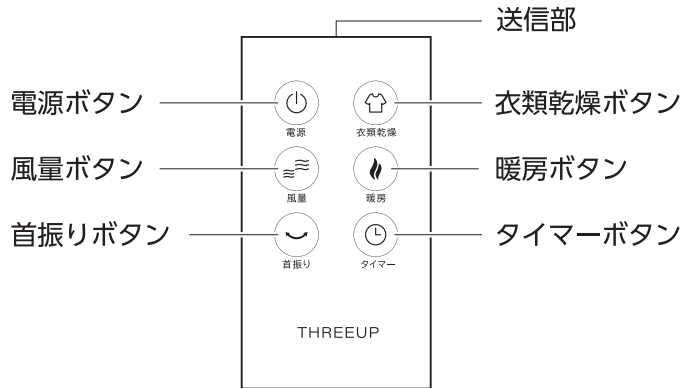 送信部
電源ボタン
衣類乾燥ボタン
電源
衣類乾燥
風量ボタン
暖房ボタン
風量
暖房
首振りボタン
タイマーボタン
首振り
タイマー
THREEUP